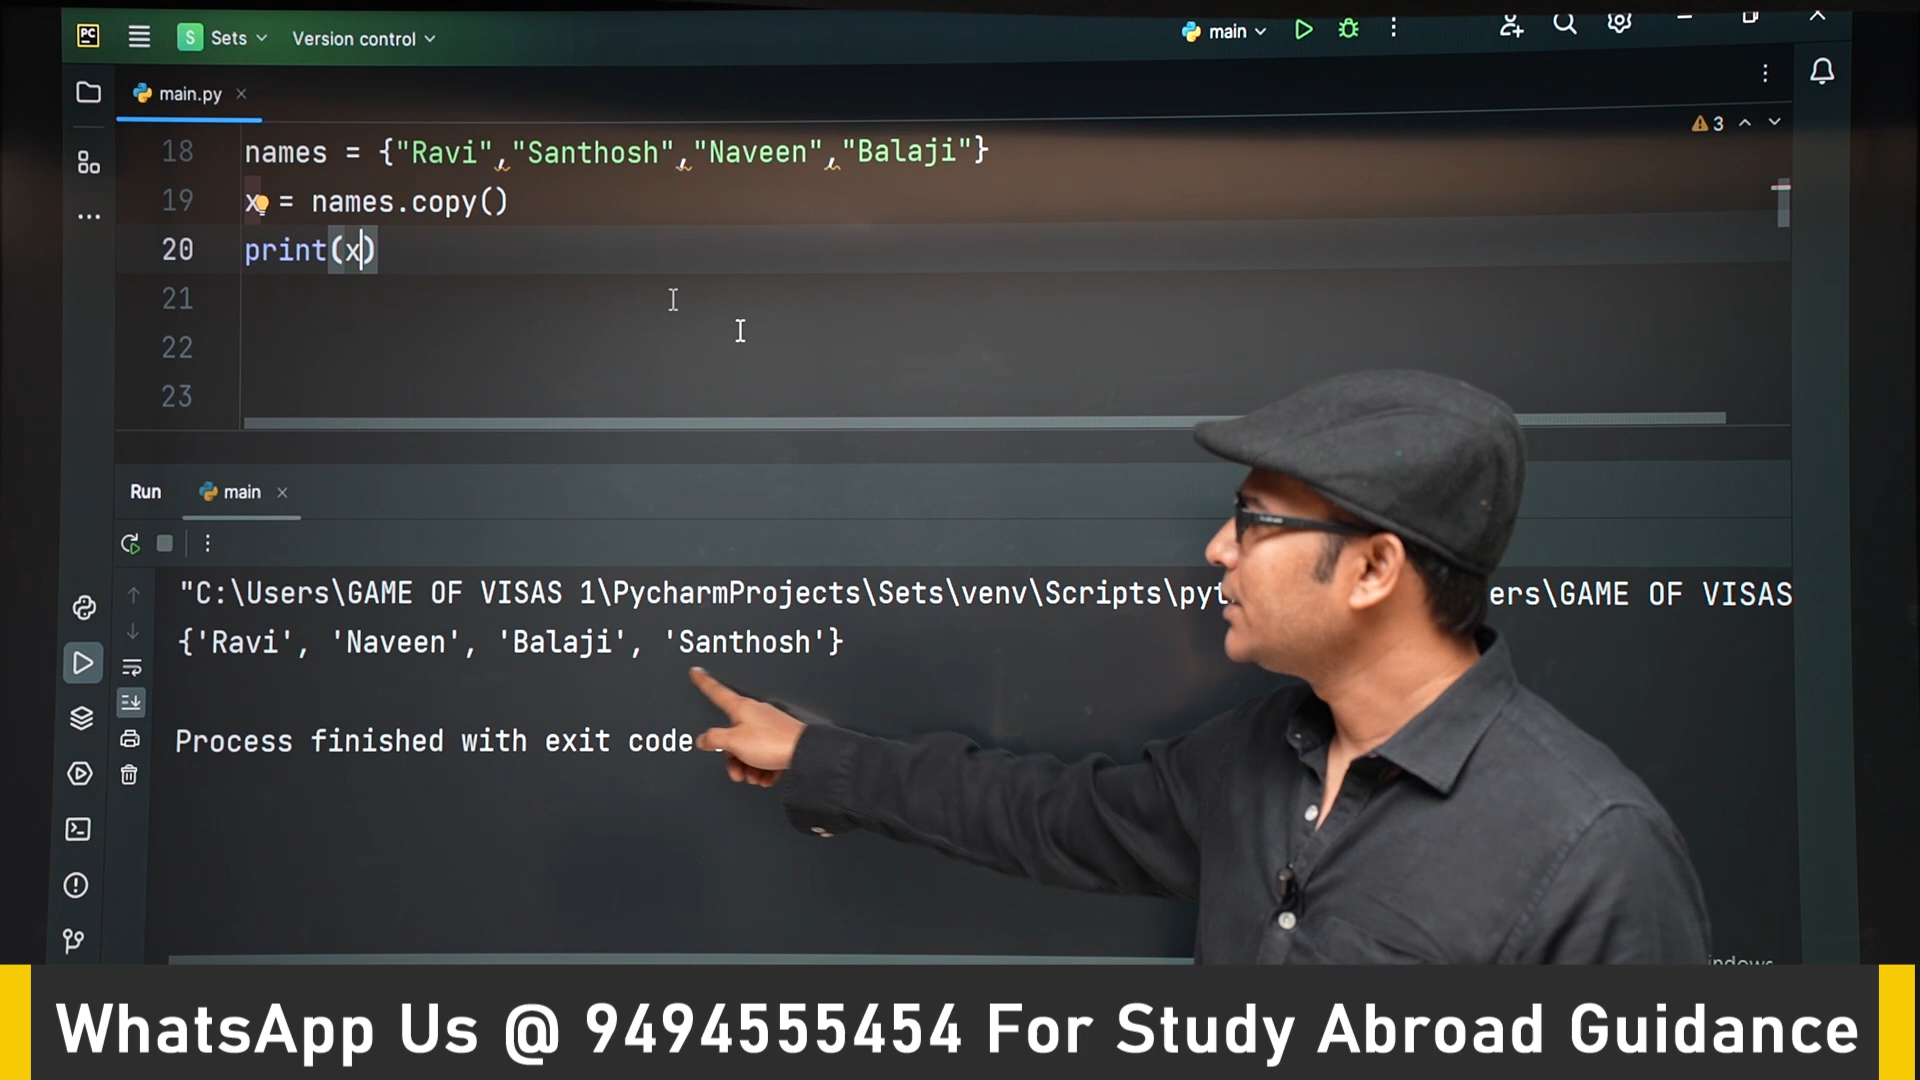 PC
S Sets
Version control
main
main.py
3
18 names = {"Ravi","Santhosh","Naveen","Balaji"}
19 x = names.copy()
20 print(x)
21
22
23
Run main
"C:\Users\GAME OF VISAS 1\PycharmProjects\Sets\venv\Scripts\pyt ers\GAME OF VISAS
{'Ravi', 'Naveen', 'Balaji', 'Santhosh'}
Process finished with exit code
WhatsApp Us @ 9494555454 For Study Abroad Guidance